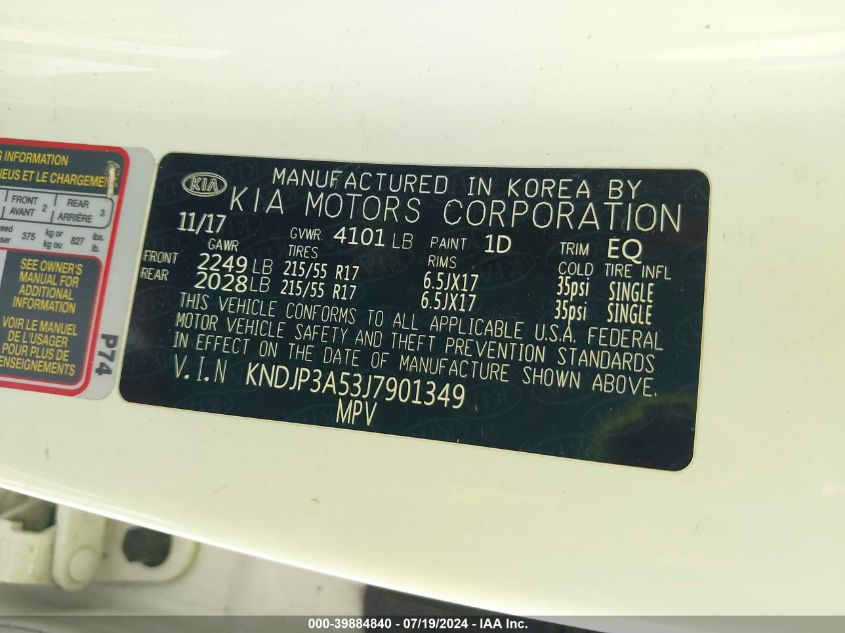 G INFORMATION
NEUS ET LE CHARGEMENT
FRONT 2 REAR 3
AVANT ARRIÈRE
375 kg or 827 lbs.
kg ou lb.
SEE OWNER'S
MANUAL FOR
ADDITIONAL
INFORMATION
VOIR LE MANUEL
DE L'USAGER
POUR PLUS DE
RENSEIGNEMENTS
P74
KIA
MANUFACTURED IN KOREA BY
KIA MOTORS CORPORATION
11/17 GVWR 4101 LB PAINT 1D TRIM EQ
GAWR TIRES RIMS COLD TIRE INFL
FRONT 2249 LB 215/55 R17 6.5JX17 35psi SINGLE
REAR 2028 LB 215/55 R17 6.5JX17 35psi SINGLE
THIS VEHICLE CONFORMS TO ALL APPLICABLE U.S.A. FEDERAL
MOTOR VEHICLE SAFETY AND THEFT PREVENTION STANDARDS
IN EFFECT ON THE DATE OF MANUFACTURE SHOWN ABOVE.
V.I.N KNDJP3A53J7901349
MPV
000-39884840 - 07/19/2024 - IAA Inc.